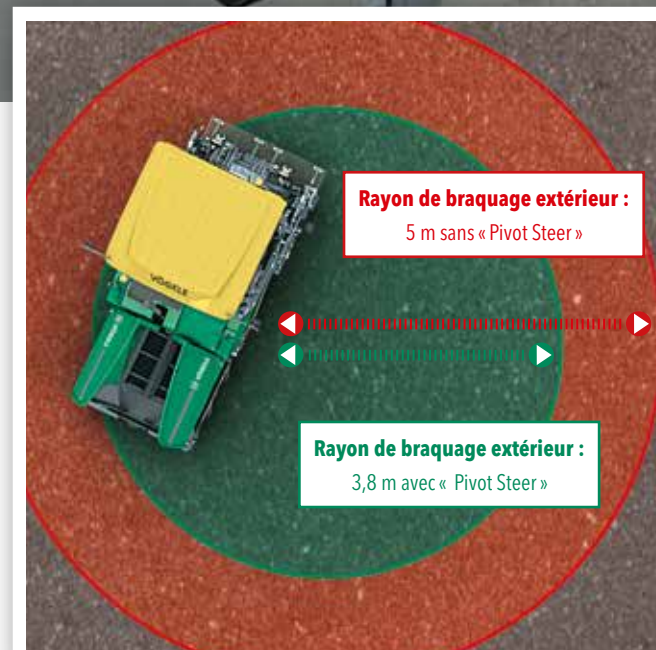 Rayon de braquage extérieur :
5 m sans « Pivot Steer »
VÖGELE
Rayon de braquage extérieur :
3,8 m avec « Pivot Steer »